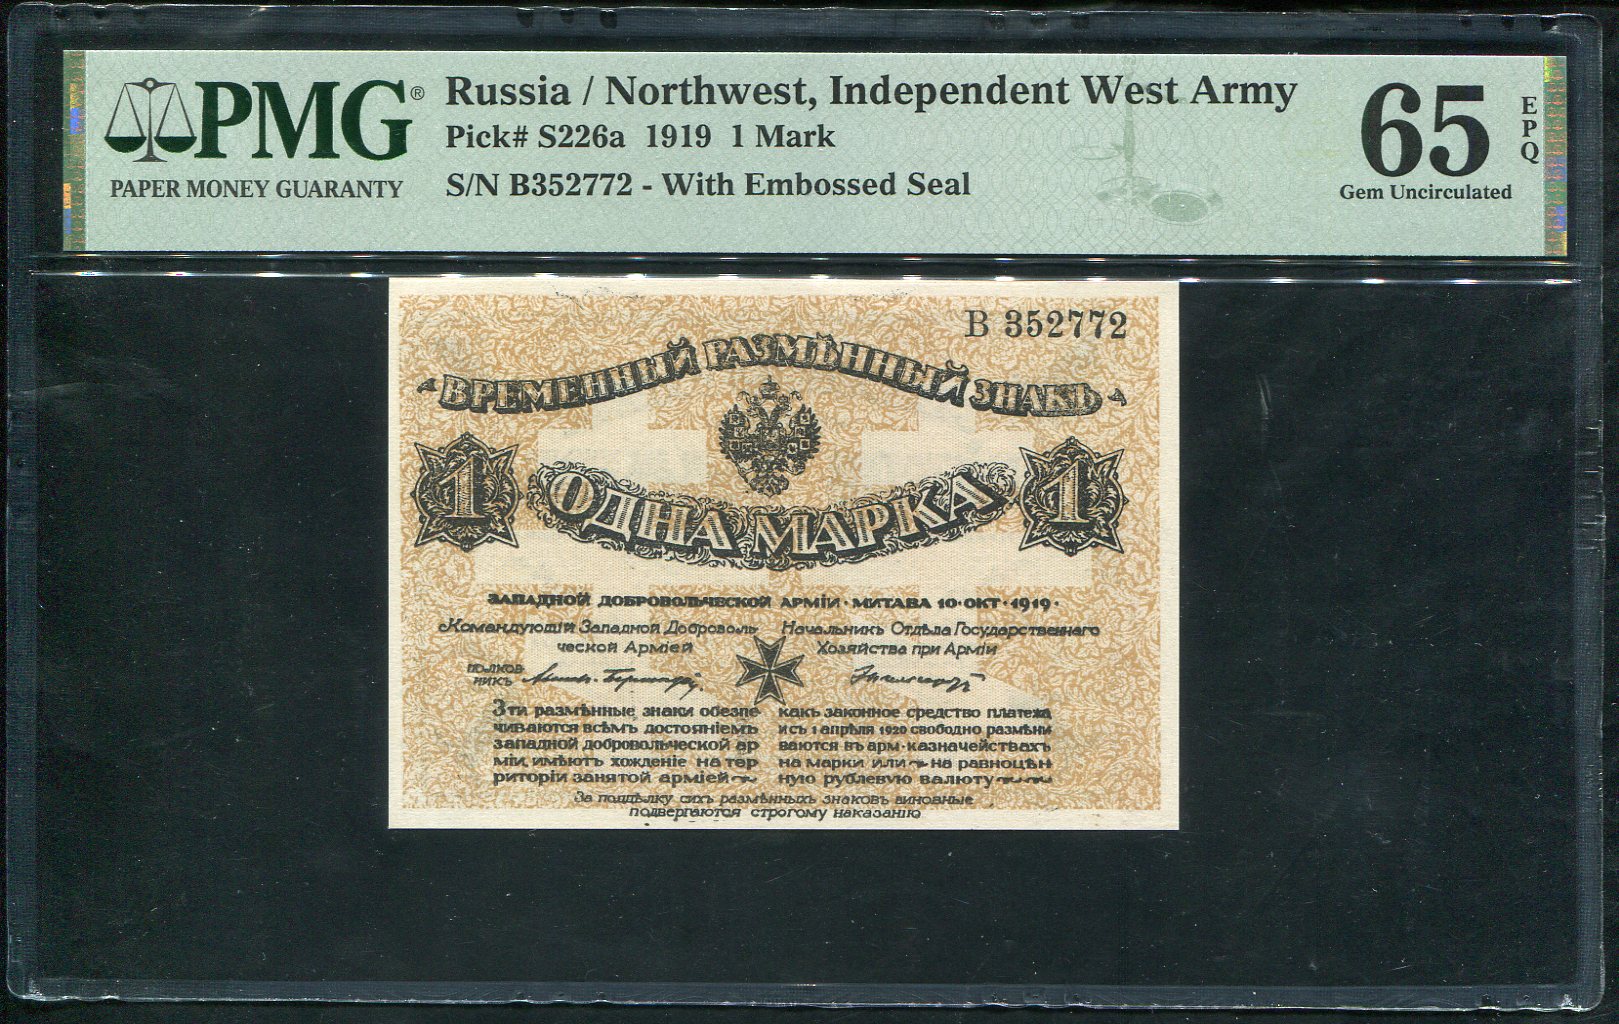 PMG®
PAPER MONEY GUARANTY
Russia / Northwest, Independent West Army
Pick# S226a 1919 1 Mark
S/N B352772 - With Embossed Seal
65
EPQ
Gem Uncirculated
В 352772
ВРЕМЕННЫЙ РАЗМѢННЫЙ ЗНАКЪ
1
ОДНА МАРКА
1
ЗАПАДНОЙ ДОБРОВОЛЬЧЕСКОЙ АРМІИ · МИТАВА 10 · ОКТ · 1919 ·
Командующій Западной Доброволь
ческой Арміей
Начальникъ Отдѣла Государственнаго
Хозяйства при Арміи
ПОЛКОВ
НИКЪ
Эти размѣнные знаки обезпе
чиваются всѣмъ достояніемъ
западной добровольческой ар
міи, имѣютъ хожденіе на тер
риторіи занятой арміей
какъ законное средство платежа
и съ 1 апрѣля 1920 свободно размѣни
ваются въ арм · казначействахъ
на марки или на равноцѣн
ную рублевую валюту
За поддѣлку сихъ размѣнныхъ знаковъ виновные
подвергаются строгому наказанію